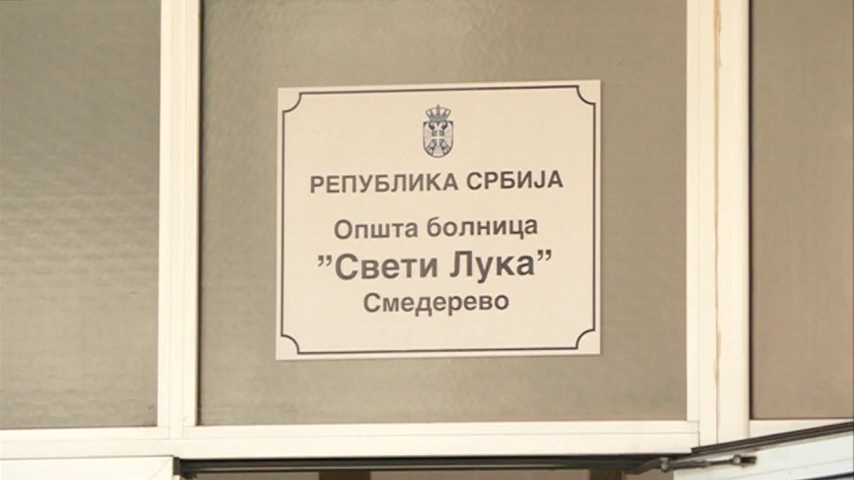 РЕПУБЛИКА СРБИЈА
Општа болница
”Свети Лука”
Смедерево